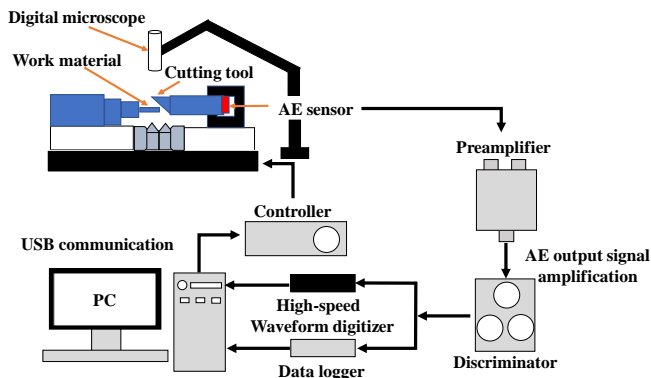 Digital microscope
Work material
Cutting tool
AE sensor
Preamplifier
Controller
USB communication
AE output signal
amplification
PC
High-speed
Waveform digitizer
Data logger
Discriminator